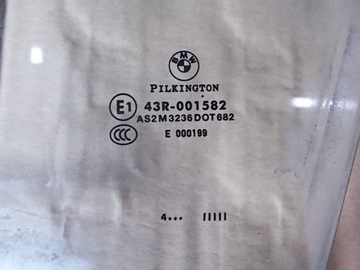 BMW
PILKINGTON
E1 43R-001582
AS2M3236DOT682
CCC E 000199
4... IIIII